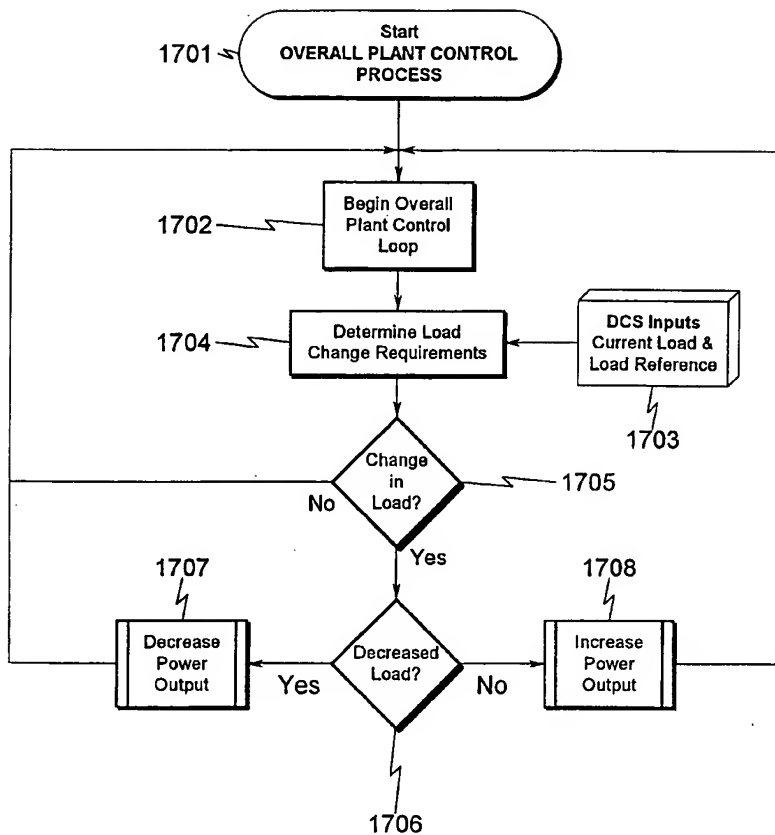 Start
OVERALL PLANT CONTROL
PROCESS
1701
Begin Overall
Plant Control
Loop
1702
Determine Load
Change Requirements
1704
DCS Inputs
Current Load &
Load Reference
1703
Change
in
Load?
1705
No
Yes
1707
1708
Decrease
Power
Output
Decreased
Load?
Increase
Power
Output
Yes
No
1706